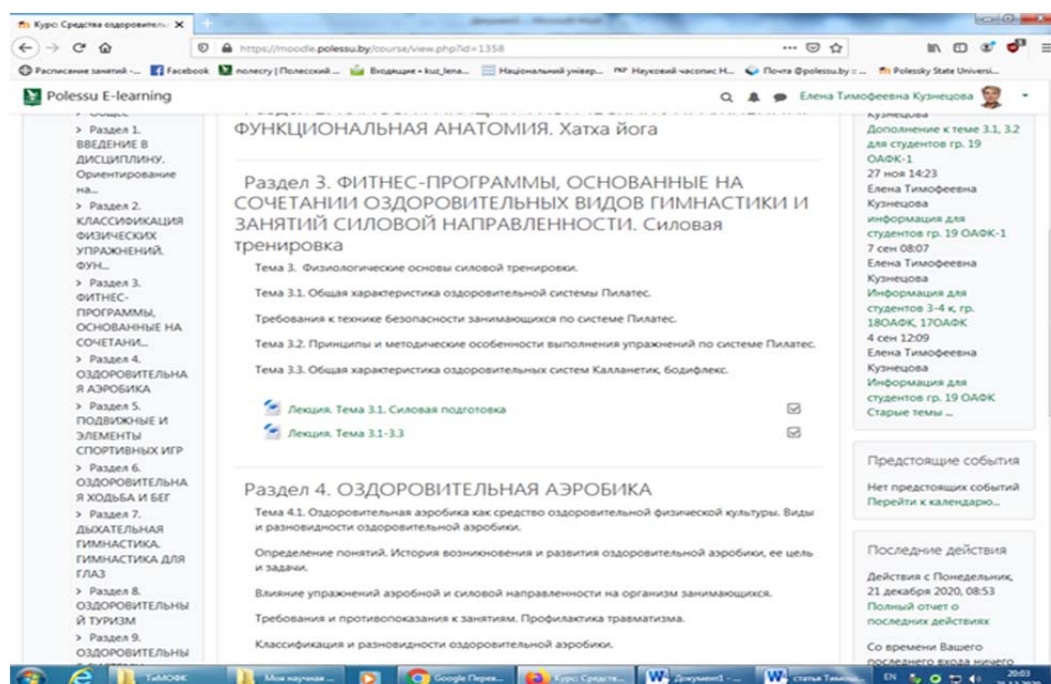 Курс: Средства оздоровитель
https://moodle.polessu.by/course/view.php?id=1358
Расписание занятий -...
Facebook
полесгу | Полесский ...
Входящие • kuz_lena...
Національний універ...
Науковий часопис Н...
Почта @polessu.by :: ...
Polessky State Universi...
Polessu E-learning
Елена Тимофеевна Кузнецова
> Общее
> Раздел 1.
ВВЕДЕНИЕ В
ДИСЦИПЛИНУ.
Ориентирование
на...
> Раздел 2.
КЛАССИФИКАЦИЯ
ФИЗИЧЕСКИХ
УПРАЖНЕНИЙ.
ФУН...
> Раздел 3.
ФИТНЕС-
ПРОГРАММЫ,
ОСНОВАННЫЕ НА
СОЧЕТАНИ...
> Раздел 4.
ОЗДОРОВИТЕЛЬНА
Я АЭРОБИКА
> Раздел 5.
ПОДВИЖНЫЕ И
ЭЛЕМЕНТЫ
СПОРТИВНЫХ ИГР
> Раздел 6.
ОЗДОРОВИТЕЛЬНА
Я ХОДЬБА И БЕГ
> Раздел 7.
ДЫХАТЕЛЬНАЯ
ГИМНАСТИКА.
ГИМНАСТИКА ДЛЯ
ГЛАЗ
> Раздел 8.
ОЗДОРОВИТЕЛЬНЫ
Й ТУРИЗМ
> Раздел 9.
ОЗДОРОВИТЕЛЬНЫ
ФУНКЦИОНАЛЬНАЯ АНАТОМИЯ. Хатха йога
Раздел 3. ФИТНЕС-ПРОГРАММЫ, ОСНОВАННЫЕ НА
СОЧЕТАНИИ ОЗДОРОВИТЕЛЬНЫХ ВИДОВ ГИМНАСТИКИ И
ЗАНЯТИЙ СИЛОВОЙ НАПРАВЛЕННОСТИ. Силовая
тренировка
Тема 3. Физиологические основы силовой тренировки.
Тема 3.1. Общая характеристика оздоровительной системы Пилатес.
Требования к технике безопасности занимающихся по системе Пилатес.
Тема 3.2. Принципы и методические особенности выполнения упражнений по системе Пилатес.
Тема 3.3. Общая характеристика оздоровительных систем Калланетик, бодифлекс.
Лекция. Тема 3.1. Силовая подготовка
Лекция. Тема 3.1-3.3
Раздел 4. ОЗДОРОВИТЕЛЬНАЯ АЭРОБИКА
Тема 4.1. Оздоровительная аэробика как средство оздоровительной физической культуры. Виды
и разновидности оздоровительной аэробики.
Определение понятий. История возникновения и развития оздоровительной аэробики, ее цель
и задачи.
Влияние упражнений аэробной и силовой направленности на организм занимающихся.
Требования и противопоказания к занятиям. Профилактика травматизма.
Классификация и разновидности оздоровительной аэробики.
Кузнецова
Дополнение к теме 3.1, 3.2
для студентов гр. 19
ОАФК-1
27 ноя 14:23
Елена Тимофеевна
Кузнецова
информация для
студентов гр. 19 ОАФК-1
7 сен 08:07
Елена Тимофеевна
Кузнецова
Информация для
студентов 3-4 к, гр.
18ОАФК, 17ОАФК
4 сен 12:09
Елена Тимофеевна
Кузнецова
Информация для
студентов гр. 19 ОАФК
Старые темы ...
Предстоящие события
Нет предстоящих событий
Перейти к календарю...
Последние действия
Действия с Понедельник,
21 декабря 2020, 08:53
Полный отчет о
последних действиях
Со времени Вашего
последнего входа ничего
ТиМОФК
Моя научная ...
Google Перев...
Курс: Средств...
Документ1 - ...
статья Тимош...
EN
20:03